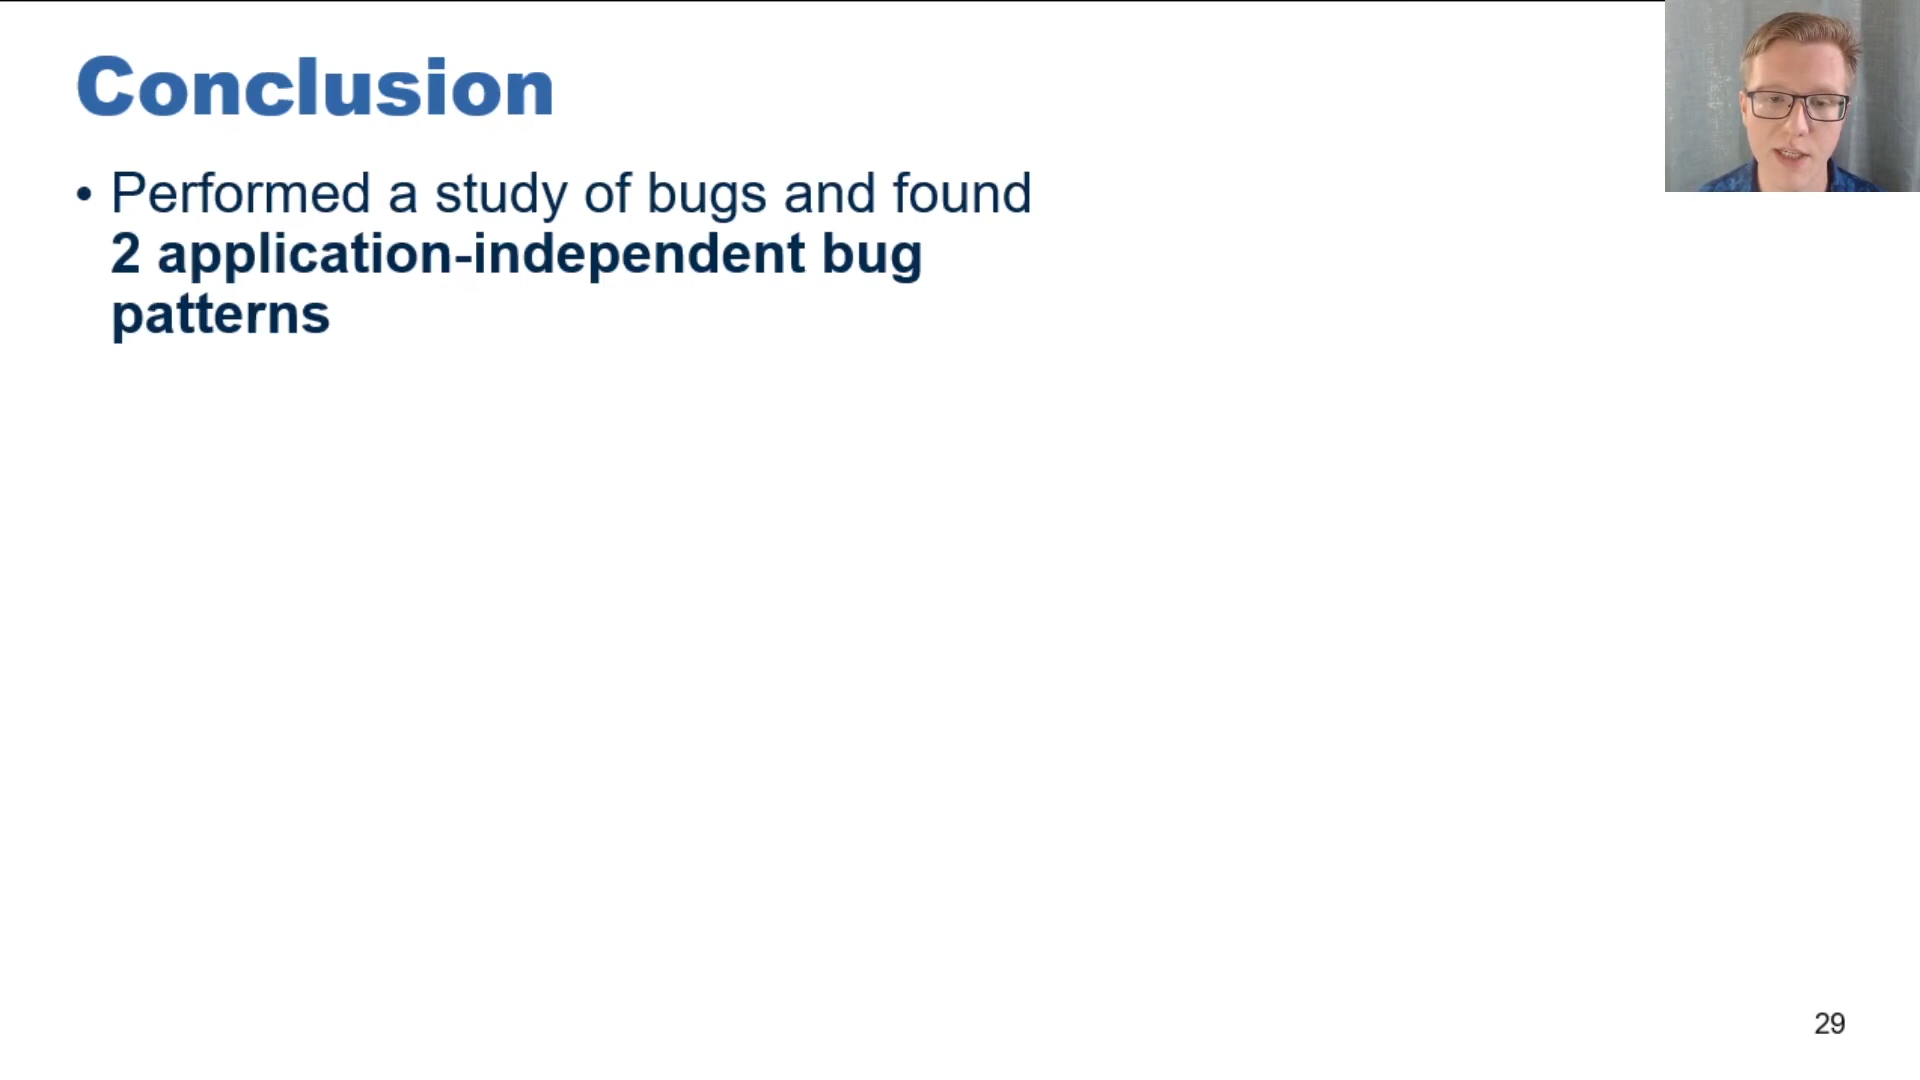 Conclusion
• Performed a study of bugs and found
2 application-independent bug
patterns
29